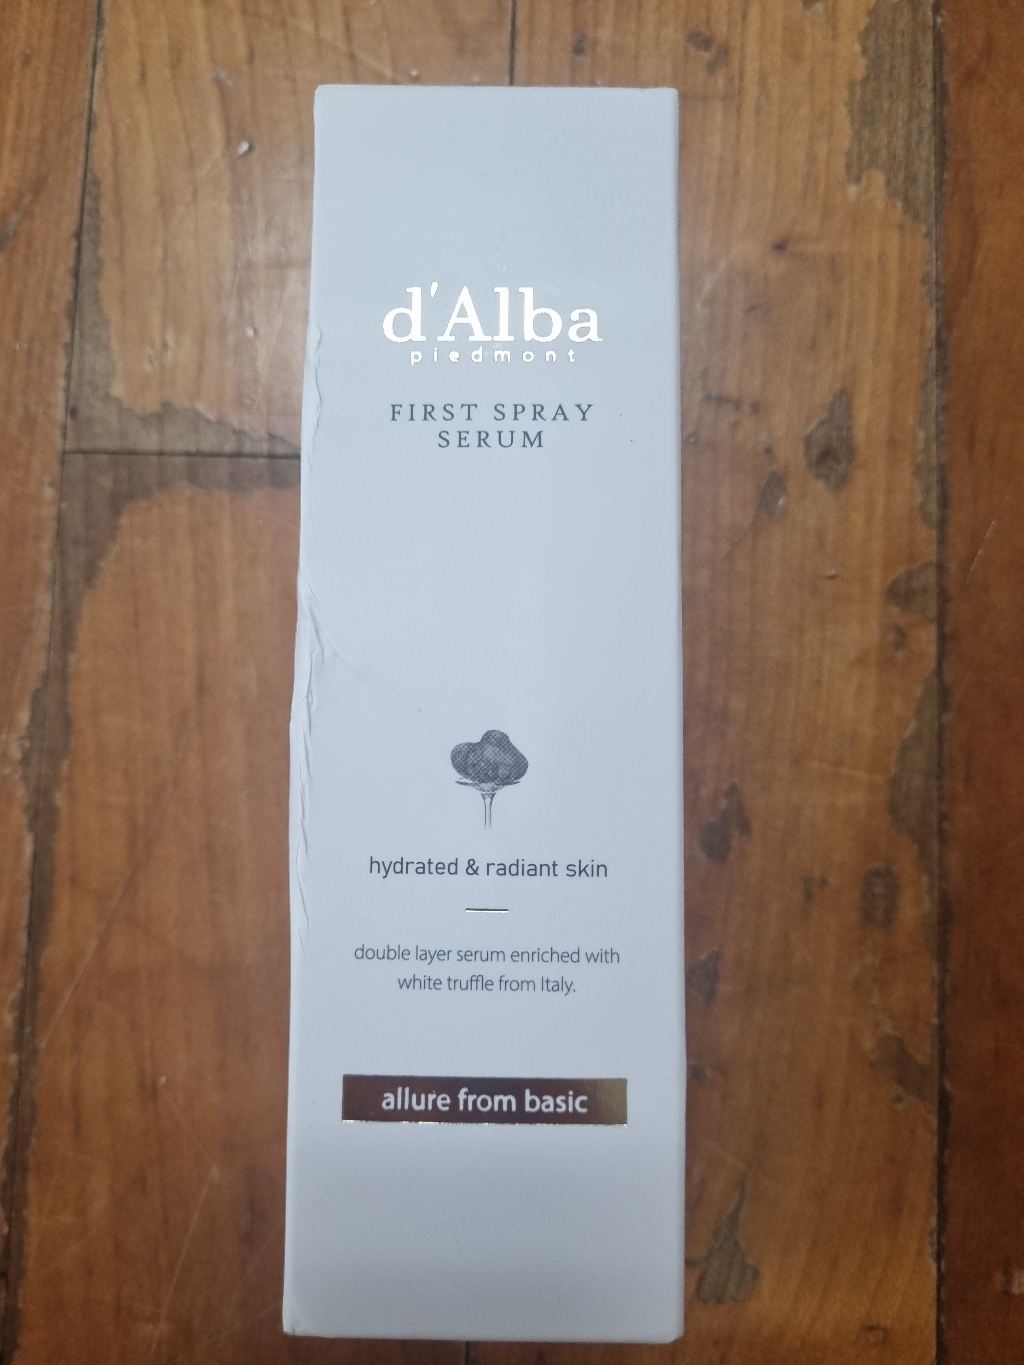 d'Alba
piedmont
FIRST SPRAY
SERUM
hydrated & radiant skin
double layer serum enriched with
white truffle from Italy.
allure from basic